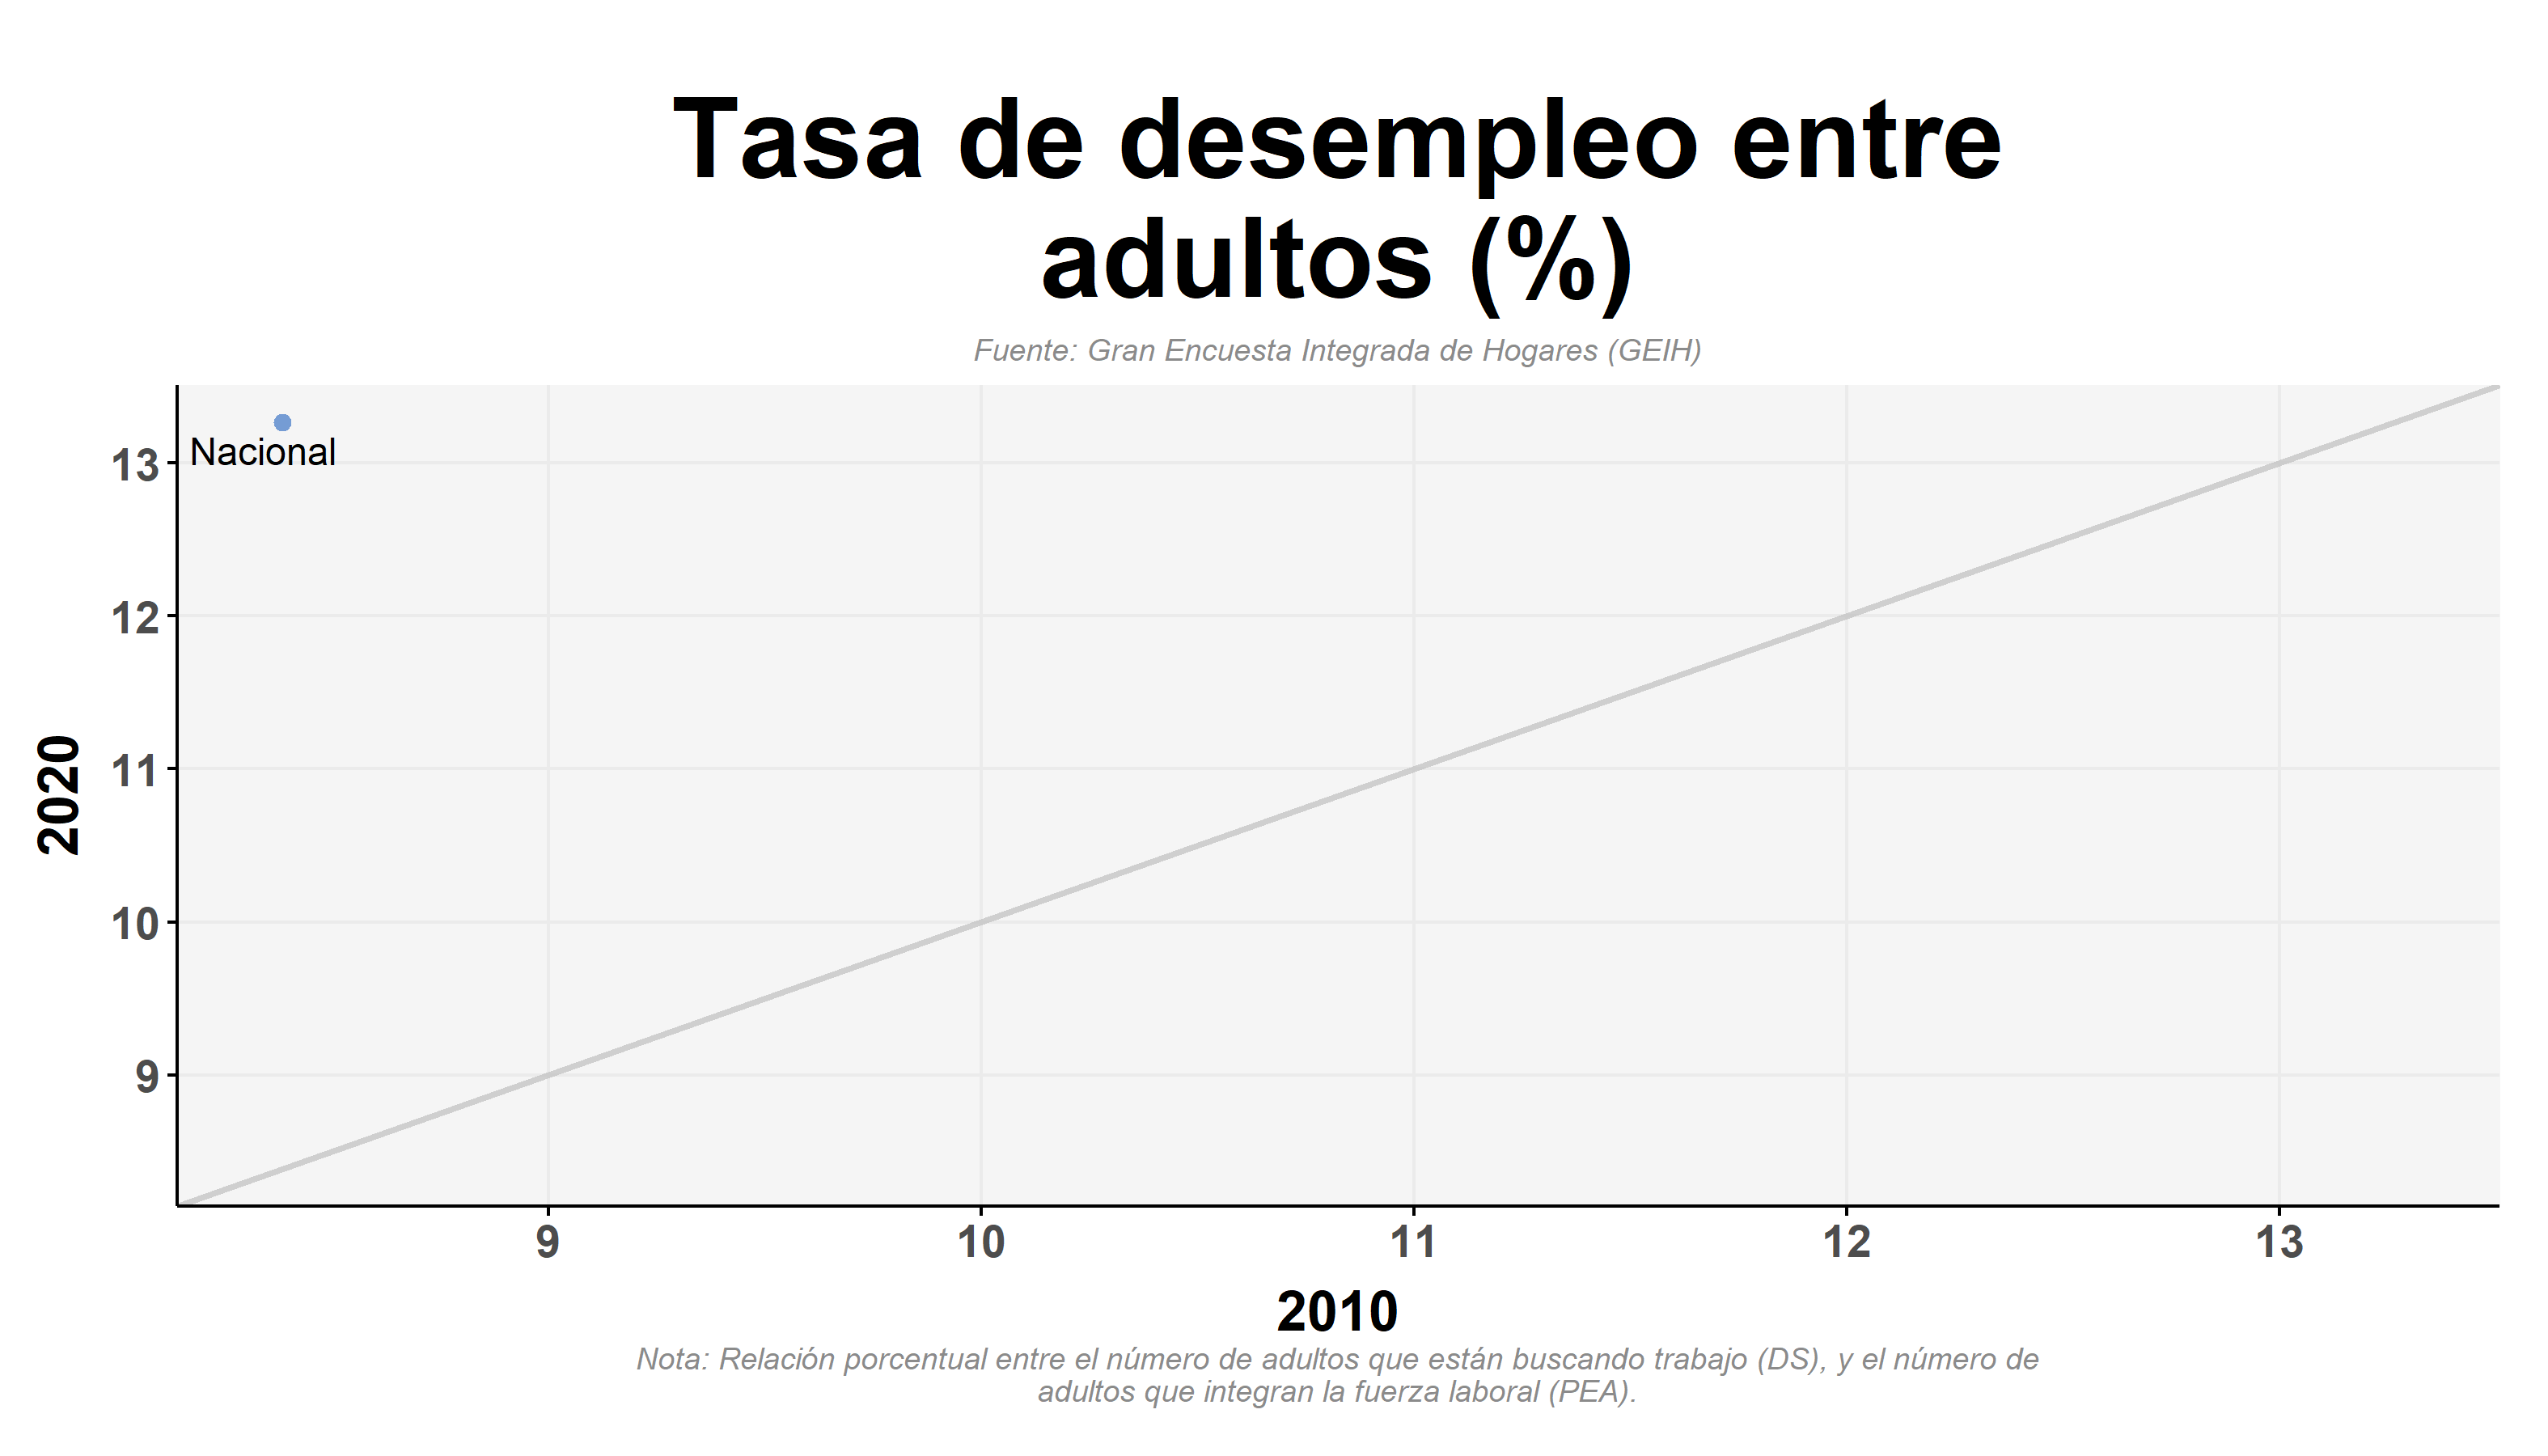 Tasa de desempleo entre
adultos (%)
Fuente: Gran Encuesta Integrada de Hogares (GEIH)
Nacional
13
12
11
10
9
2020
9 10 11 12 13
2010
Nota: Relación porcentual entre el número de adultos que están buscando trabajo (DS), y el número de
adultos que integran la fuerza laboral (PEA).